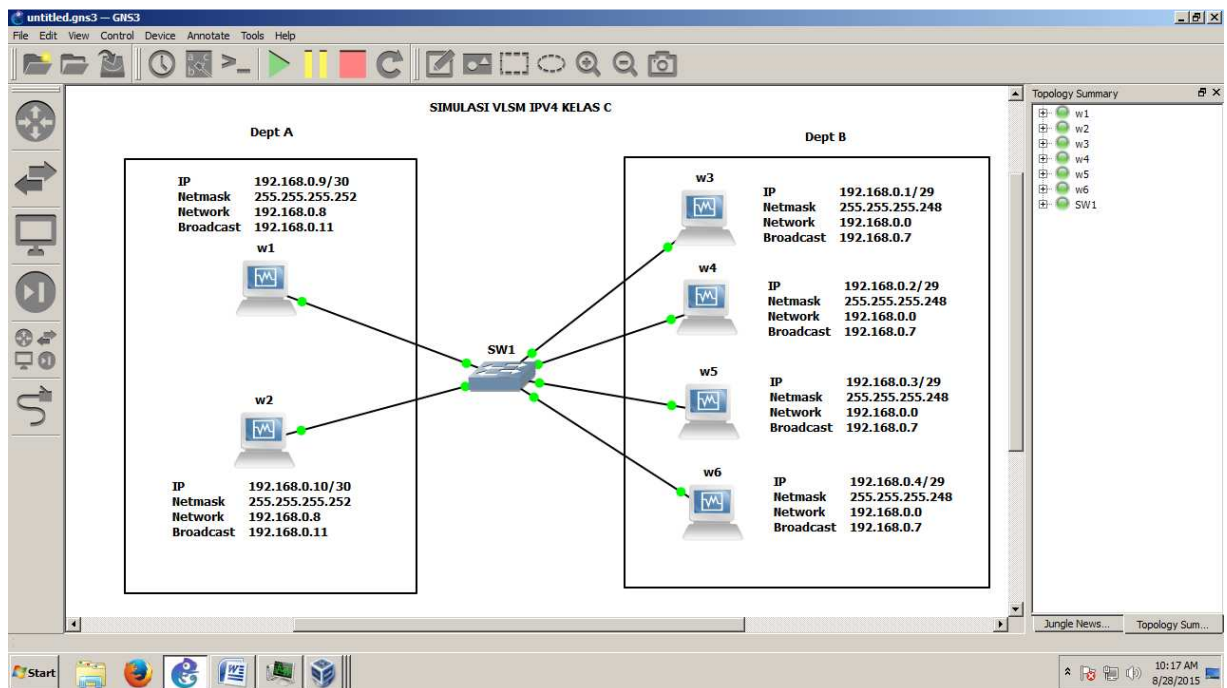 untitled.gns3 — GNS3
File Edit View Control Device Annotate Tools Help
SIMULASI VLSM IPV4 KELAS C
Dept A
IP 192.168.0.9/30
Netmask 255.255.255.252
Network 192.168.0.8
Broadcast 192.168.0.11
w1
w2
IP 192.168.0.10/30
Netmask 255.255.255.252
Network 192.168.0.8
Broadcast 192.168.0.11
SW1
Dept B
w3
IP 192.168.0.1/29
Netmask 255.255.255.248
Network 192.168.0.0
Broadcast 192.168.0.7
w4
IP 192.168.0.2/29
Netmask 255.255.255.248
Network 192.168.0.0
Broadcast 192.168.0.7
w5
IP 192.168.0.3/29
Netmask 255.255.255.248
Network 192.168.0.0
Broadcast 192.168.0.7
w6
IP 192.168.0.4/29
Netmask 255.255.255.248
Network 192.168.0.0
Broadcast 192.168.0.7
Topology Summary
w1
w2
w3
w4
w5
w6
SW1
Jungle News... Topology Sum...
Start
10:17 AM
8/28/2015